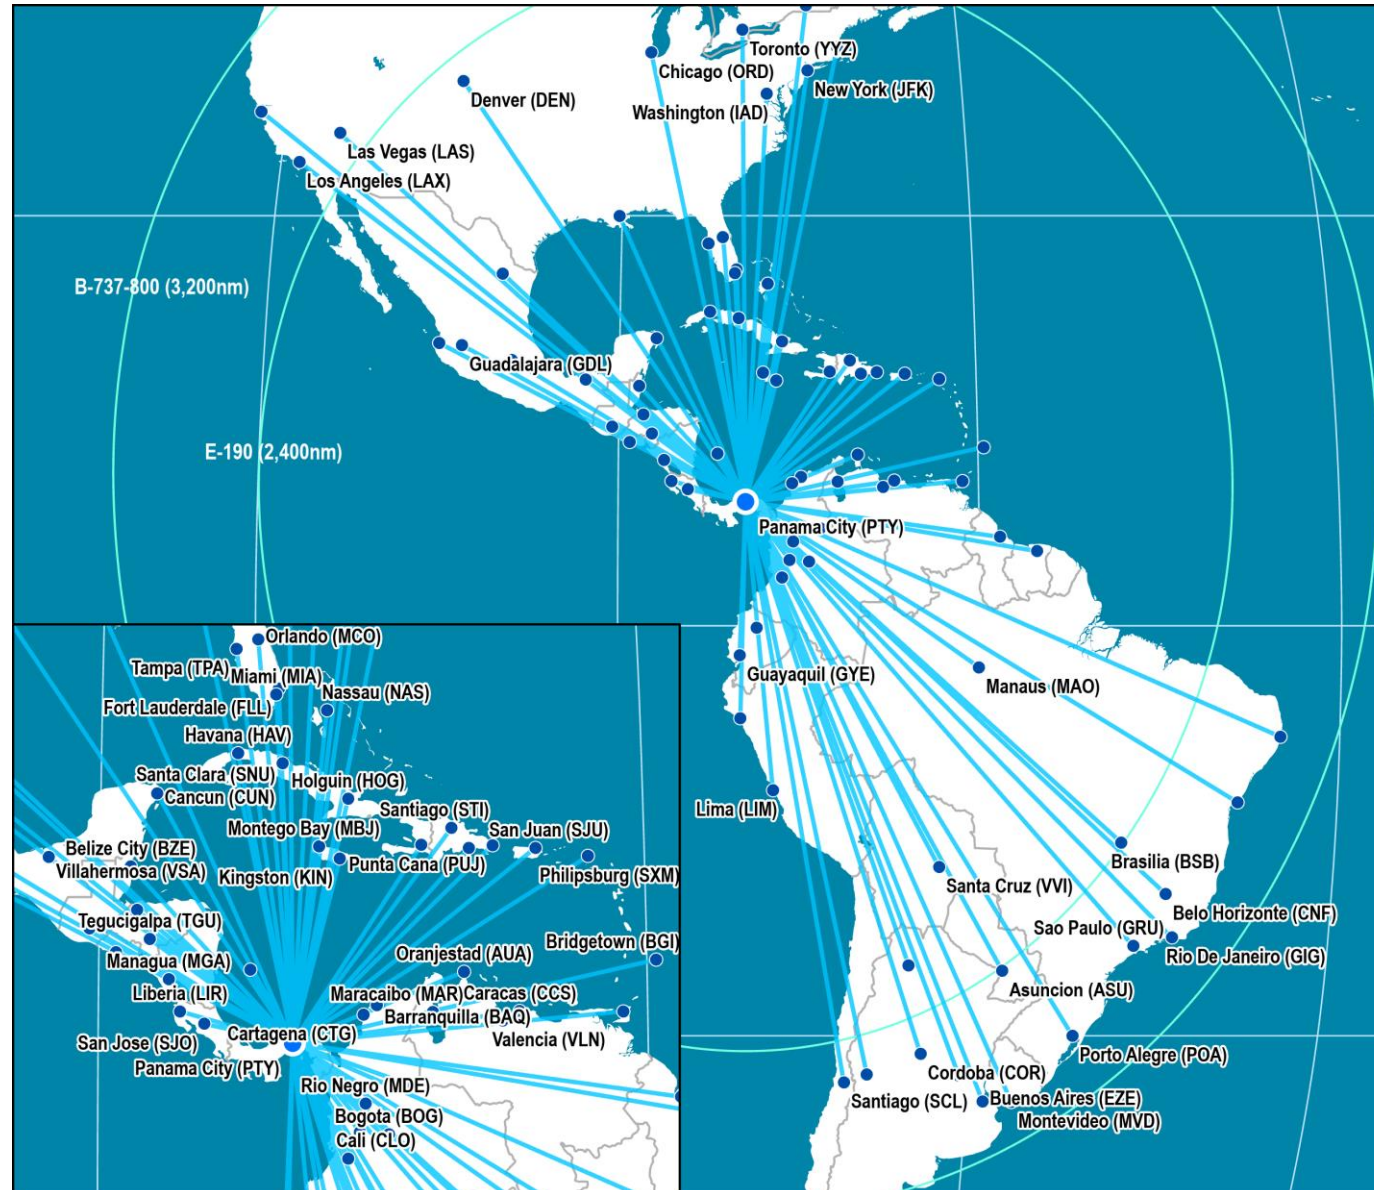 Toronto (YYZ)
Chicago (ORD)
New York (JFK)
Denver (DEN)
Washington (IAD)
Las Vegas (LAS)
Los Angeles (LAX)
B-737-800 (3,200nm)
Guadalajara (GDL)
E-190 (2,400nm)
Panama City (PTY)
Guayaquil (GYE)
Manaus (MAO)
Lima (LIM)
Brasilia (BSB)
Santa Cruz (VVI)
Belo Horizonte (CNF)
Sao Paulo (GRU)
Rio De Janeiro (GIG)
Asuncion (ASU)
Porto Alegre (POA)
Cordoba (COR)
Santiago (SCL)
Buenos Aires (EZE)
Montevideo (MVD)
Orlando (MCO)
Tampa (TPA)
Miami (MIA)
Nassau (NAS)
Fort Lauderdale (FLL)
Havana (HAV)
Santa Clara (SNU)
Holguin (HOG)
Cancun (CUN)
Santiago (STI)
Montego Bay (MBJ)
San Juan (SJU)
Belize City (BZE)
Punta Cana (PUJ)
Villahermosa (VSA)
Kingston (KIN)
Philipsburg (SXM)
Tegucigalpa (TGU)
Bridgetown (BGI)
Oranjestad (AUA)
Managua (MGA)
Liberia (LIR)
Maracaibo (MAR)
Caracas (CCS)
Barranquilla (BAQ)
Cartagena (CTG)
Valencia (VLN)
San Jose (SJO)
Panama City (PTY)
Rio Negro (MDE)
Bogota (BOG)
Cali (CLO)